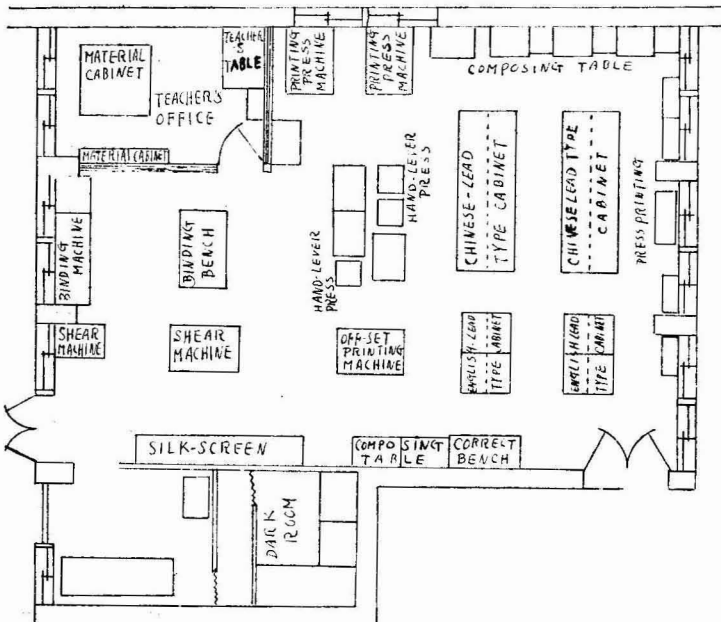 MATERIAL
CABINET
TEACHER'S
TABLE
TEACHER'S
OFFICE
MATERIAL CABINET
PRINTING
PRESS
MACHINE
PRINTING
PRESS
MACHINE
COMPOSING TABLE
HAND-LEVER
PRESS
HAND-LEVER
PRESS
CHINESE-LEAD
TYPE CABINET
CHINESE LEAD TYPE
CABINET
PRESS PRINTING
BINDING
MACHINE
BINDING
BENCH
SHEAR
MACHINE
SHEAR
MACHINE
OFF-SET
PRINTING
MACHINE
ENGLISH-LEAD
TYPE CABINET
ENGLISH LEAD
TYPE CABINET
SILK-SCREEN
COMPOSING
TABLE
CORRECT
BENCH
DARK
ROOM